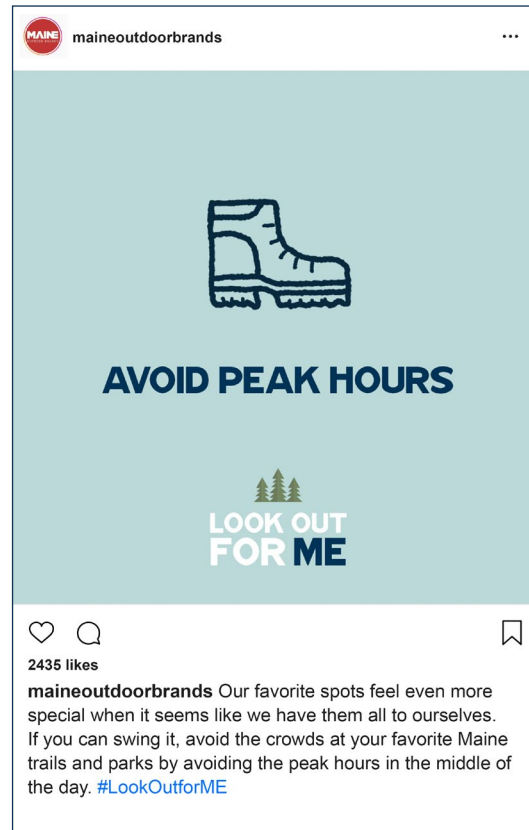 MAINE
maineoutdoorbrands
AVOID PEAK HOURS
LOOK OUT
FOR ME
2435 likes
maineoutdoorbrands Our favorite spots feel even more
special when it seems like we have them all to ourselves.
If you can swing it, avoid the crowds at your favorite Maine
trails and parks by avoiding the peak hours in the middle of
the day. #LookOutforME